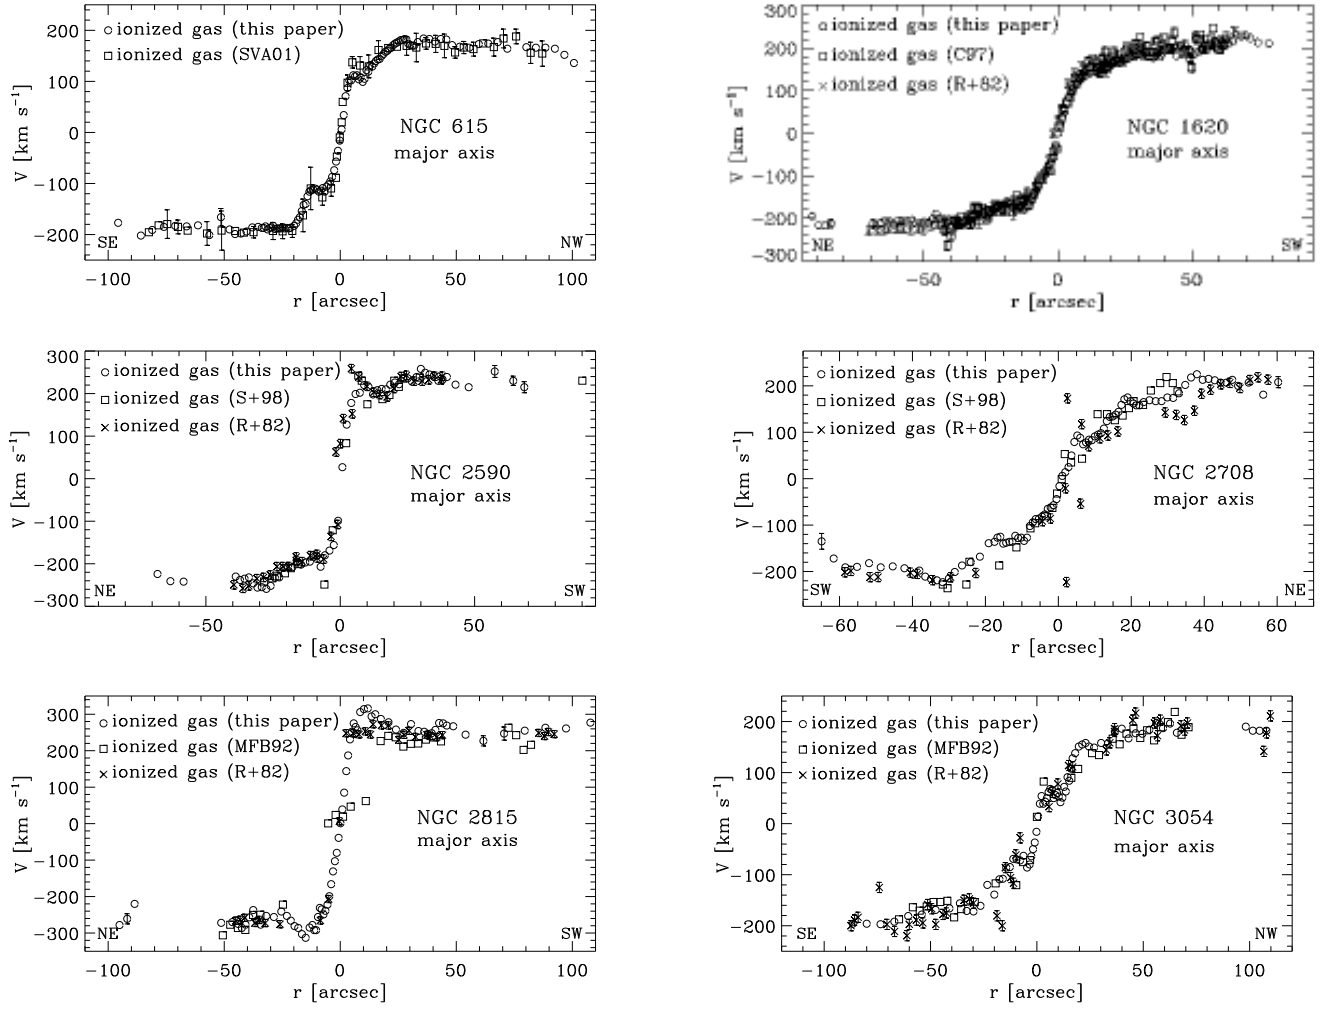 ionized gas (this paper)
ionized gas (SVA01)
NGC 615
major axis
SE
NW
V [km s⁻¹]
200
100
0
−100
−200
−100
−50
0
50
100
r [arcsec]
ionized gas (this paper)
ionized gas (C97)
ionized gas (R+82)
NGC 1620
major axis
NE
SW
V [km s⁻¹]
300
200
100
0
−100
−200
−300
−50
0
50
r [arcsec]
ionized gas (this paper)
ionized gas (S+98)
ionized gas (R+82)
NGC 2590
major axis
NE
SW
V [km s⁻¹]
300
200
100
0
−100
−200
−300
−50
0
50
r [arcsec]
ionized gas (this paper)
ionized gas (S+98)
ionized gas (R+82)
NGC 2708
major axis
SW
NE
V [km s⁻¹]
200
100
0
−100
−200
−60
−40
−20
0
20
40
60
r [arcsec]
ionized gas (this paper)
ionized gas (MFB92)
ionized gas (R+82)
NGC 2815
major axis
NE
SW
V [km s⁻¹]
300
200
100
0
−100
−200
−300
−100
−50
0
50
100
r [arcsec]
ionized gas (this paper)
ionized gas (MFB92)
ionized gas (R+82)
NGC 3054
major axis
SE
NW
V [km s⁻¹]
200
100
0
−100
−200
−100
−50
0
50
100
r [arcsec]